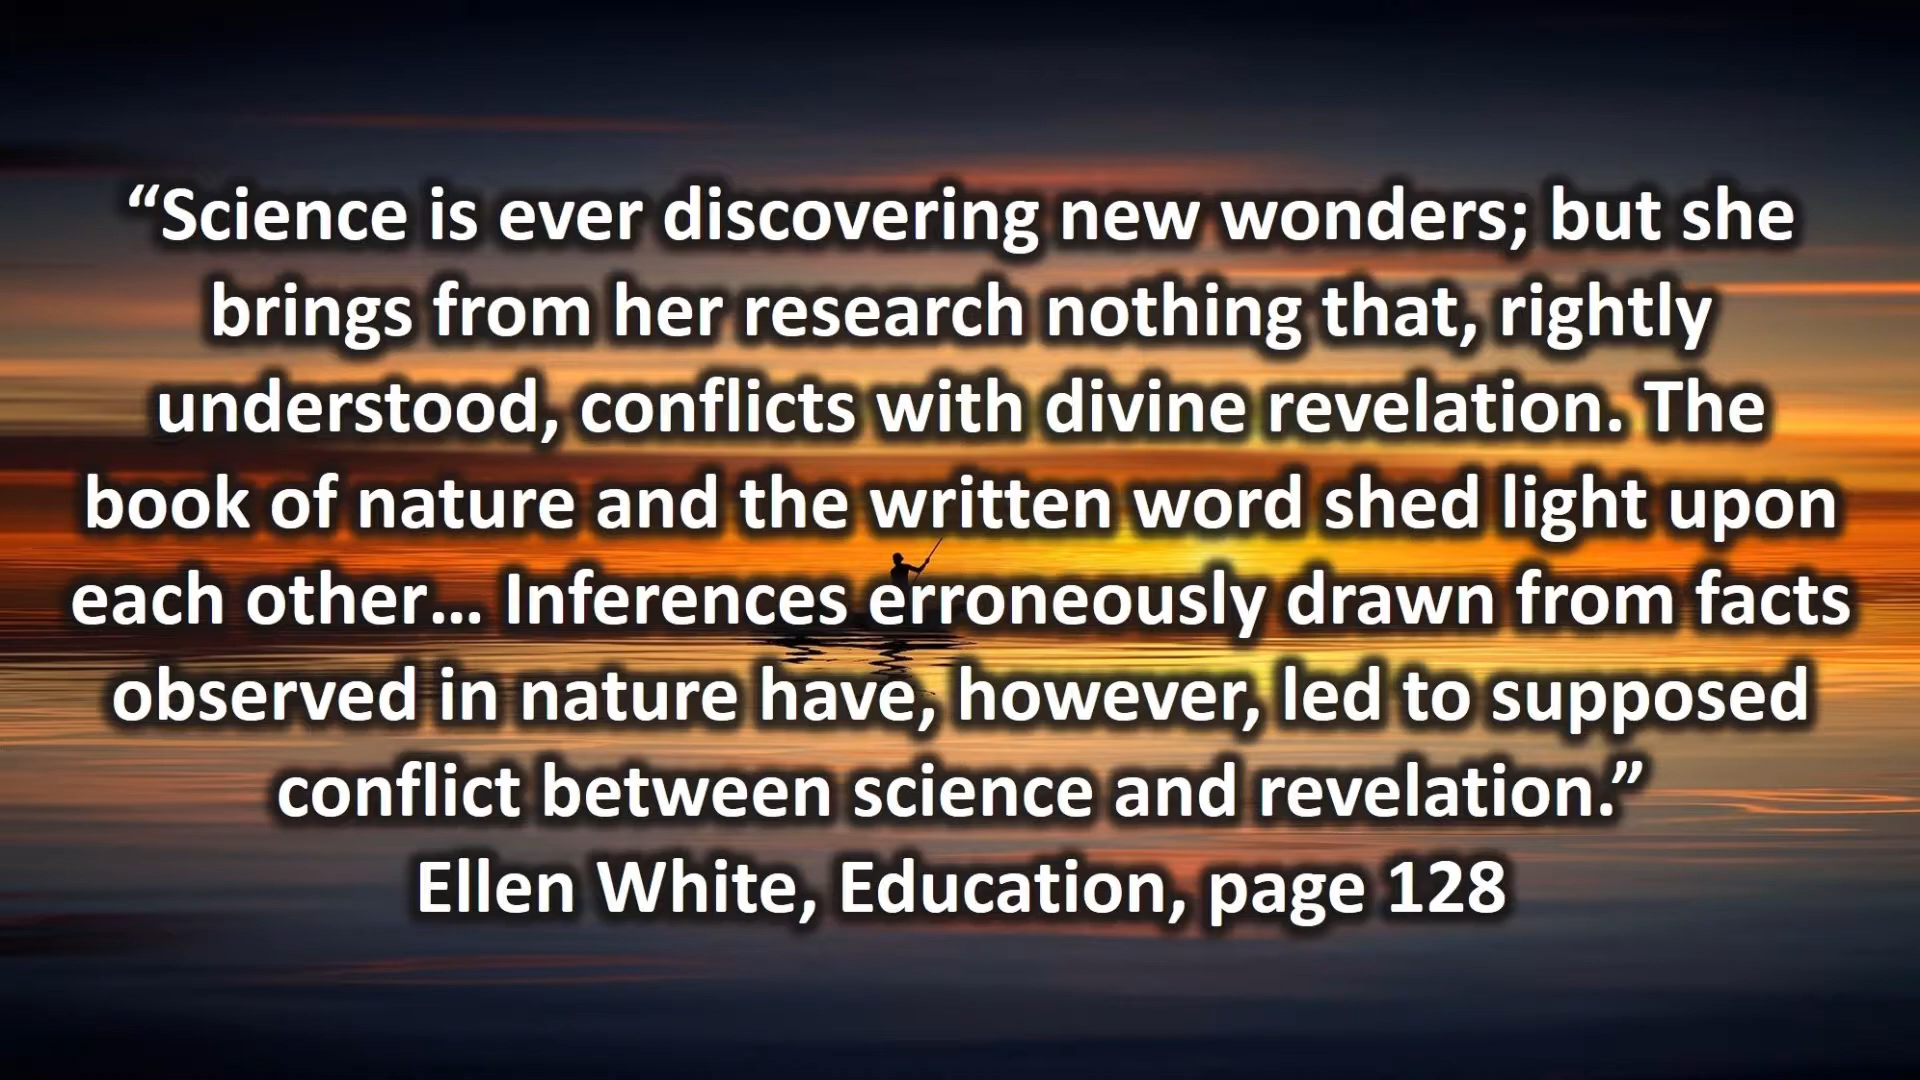 “Science is ever discovering new wonders; but she
brings from her research nothing that, rightly
understood, conflicts with divine revelation. The
book of nature and the written word shed light upon
each other… Inferences erroneously drawn from facts
observed in nature have, however, led to supposed
conflict between science and revelation.”
Ellen White, Education, page 128